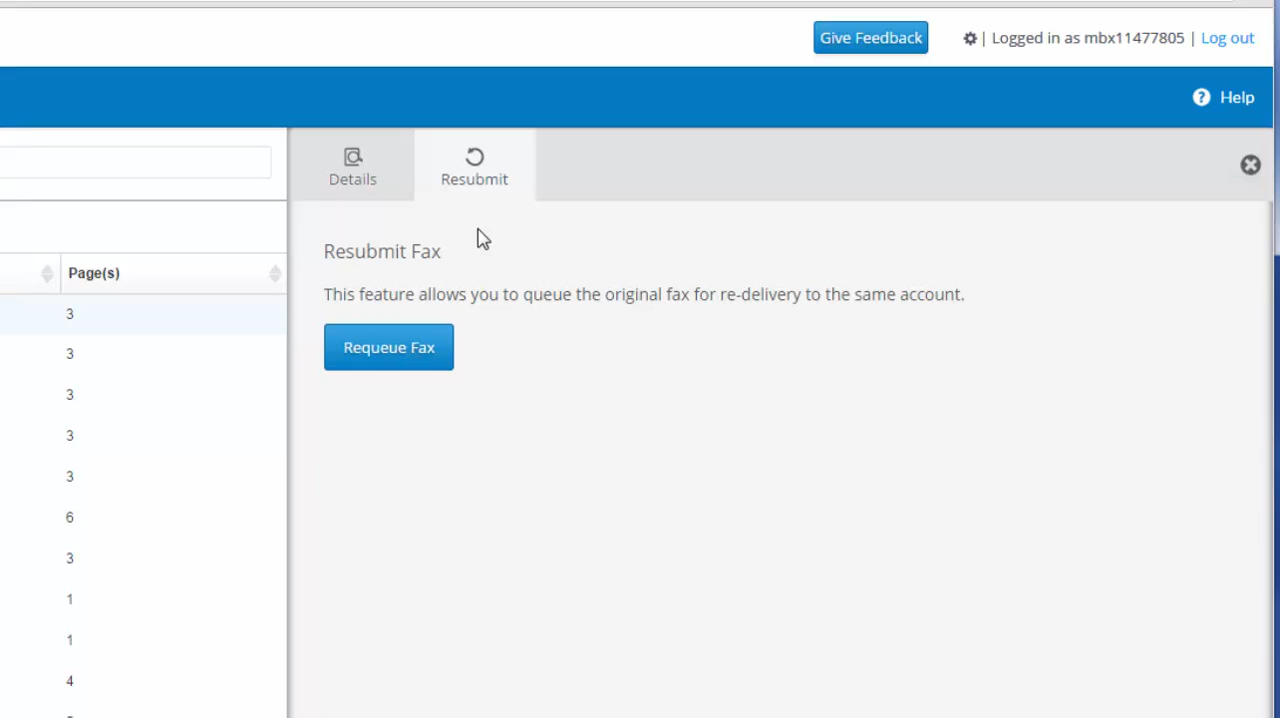 Give Feedback
| Logged in as mbx11477805 | Log out
? Help
Details
Resubmit
Page(s)
3
3
3
3
3
6
3
1
1
4
Resubmit Fax
This feature allows you to queue the original fax for re-delivery to the same account.
Requeue Fax